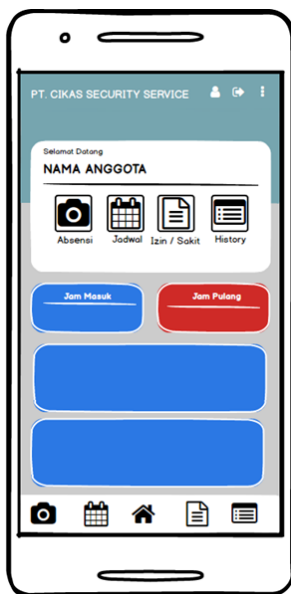 PT. CIKAS SECURITY SERVICE
Selamat Datang
NAMA ANGGOTA
Absensi Jadwal Izin / Sakit History
Jam Masuk Jam Pulang